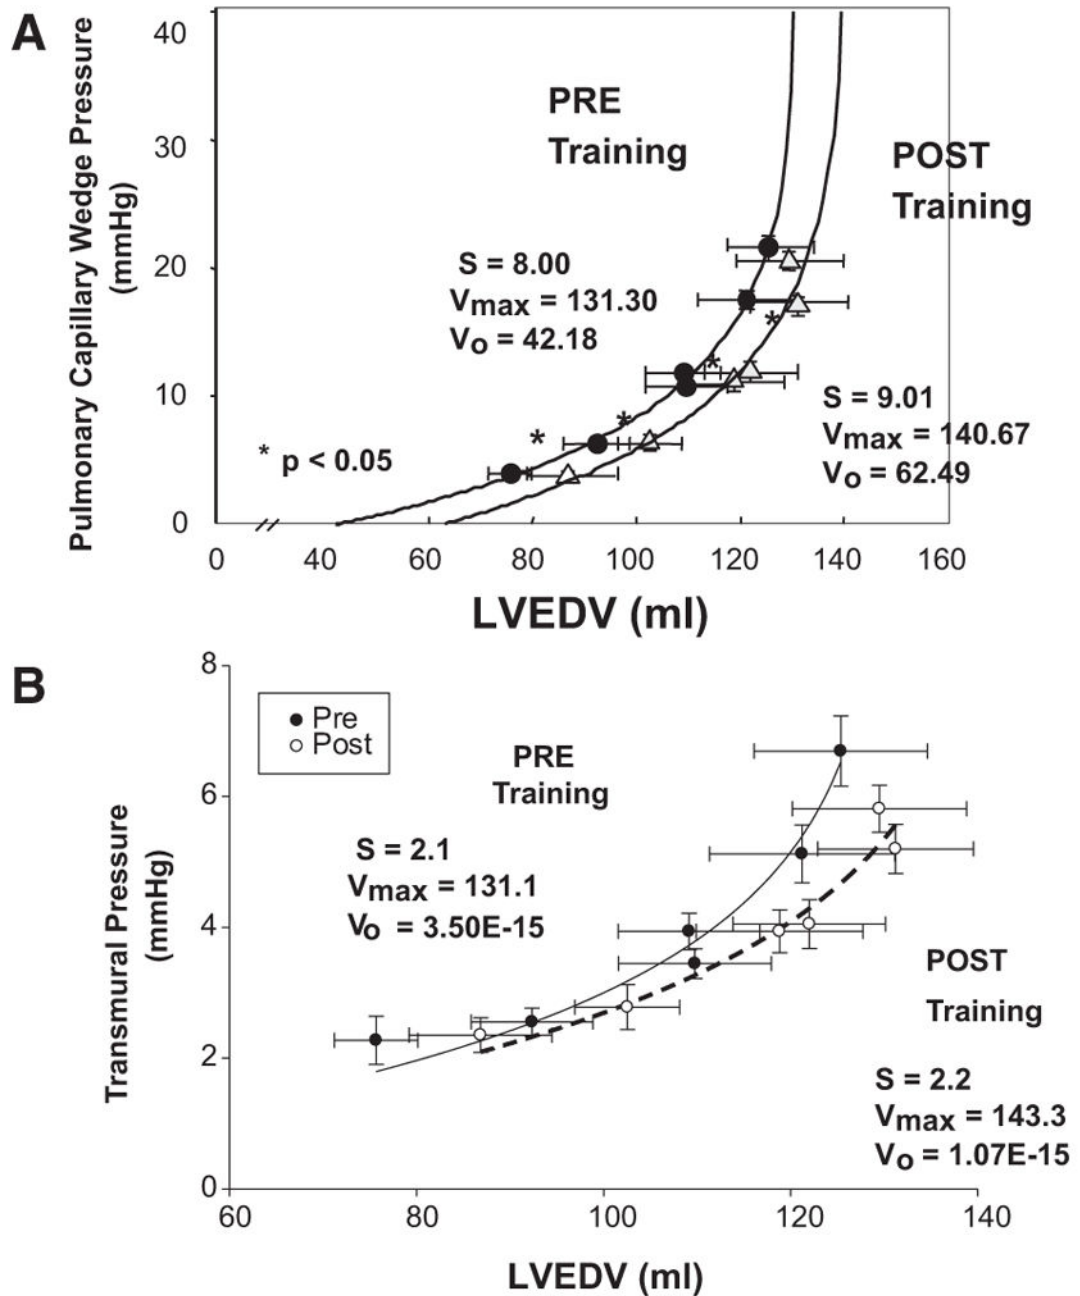 A
Pulmonary Capillary Wedge Pressure
(mmHg)
40
30
20
10
0
PRE
Training
POST
Training
S = 8.00
Vmax = 131.30
Vo = 42.18
S = 9.01
Vmax = 140.67
Vo = 62.49
* p < 0.05
*
*
*
*
0 40 60 80 100 120 140 160
LVEDV (ml)
B
Transmural Pressure
(mmHg)
8
6
4
2
0
Pre
Post
PRE
Training
S = 2.1
Vmax = 131.1
Vo = 3.50E-15
POST
Training
S = 2.2
Vmax = 143.3
Vo = 1.07E-15
60 80 100 120 140
LVEDV (ml)